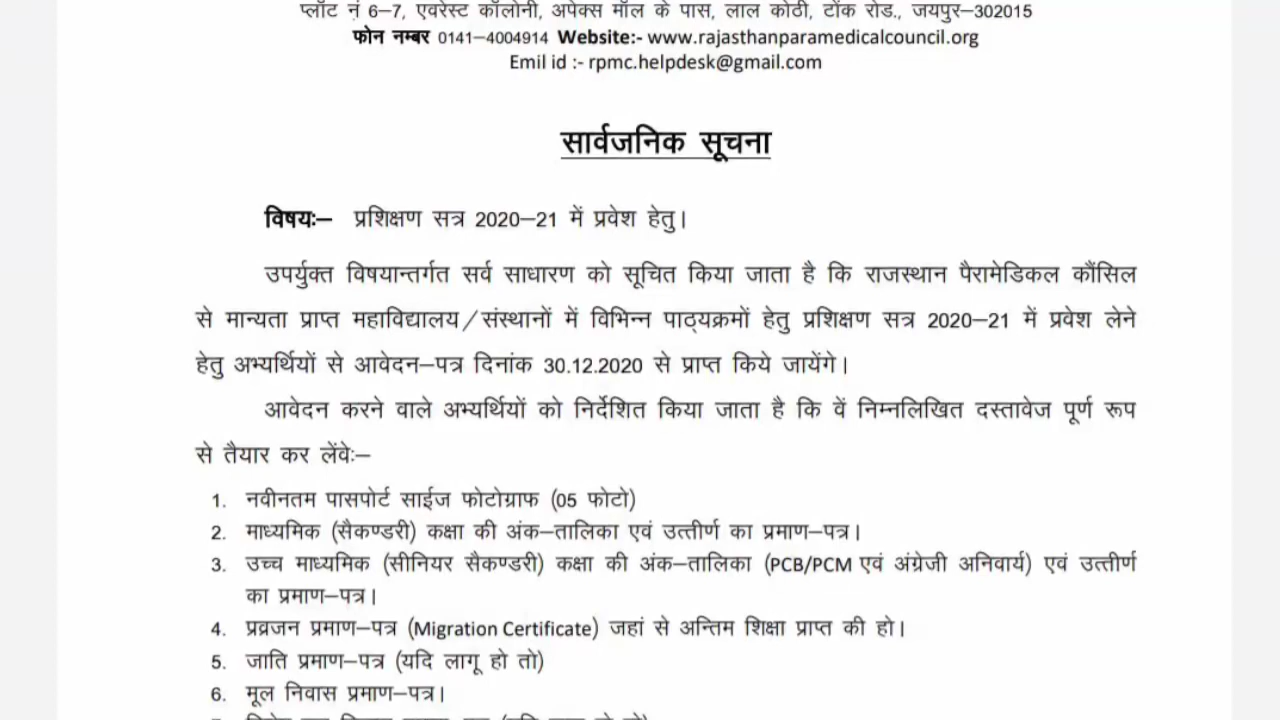 प्लॉट नं 6–7, एवरेस्ट कॉलोनी, अपेक्स मॉल के पास, लाल कोठी, टोंक रोड., जयपुर–302015
फोन नम्बर 0141–4004914 Website:- www.rajasthanparamedicalcouncil.org
Emil id :- rpmc.helpdesk@gmail.com
सार्वजनिक सूचना
विषयः– प्रशिक्षण सत्र 2020–21 में प्रवेश हेतु।
उपर्युक्त विषयान्तर्गत सर्व साधारण को सूचित किया जाता है कि राजस्थान पैरामेडिकल कौंसिल
से मान्यता प्राप्त महाविद्यालय/संस्थानों में विभिन्न पाठ्यक्रमों हेतु प्रशिक्षण सत्र 2020–21 में प्रवेश लेने
हेतु अभ्यर्थियों से आवेदन–पत्र दिनांक 30.12.2020 से प्राप्त किये जायेंगे।
आवेदन करने वाले अभ्यर्थियों को निर्देशित किया जाता है कि वें निम्नलिखित दस्तावेज पूर्ण रूप
से तैयार कर लेंवेः–
1. नवीनतम पासपोर्ट साईज फोटोग्राफ (05 फोटो)
2. माध्यमिक (सैकण्डरी) कक्षा की अंक–तालिका एवं उत्तीर्ण का प्रमाण–पत्र।
3. उच्च माध्यमिक (सीनियर सैकण्डरी) कक्षा की अंक–तालिका (PCB/PCM एवं अंग्रेजी अनिवार्य) एवं उत्तीर्ण
का प्रमाण–पत्र।
4. प्रव्रजन प्रमाण–पत्र (Migration Certificate) जहां से अन्तिम शिक्षा प्राप्त की हो।
5. जाति प्रमाण–पत्र (यदि लागू हो तो)
6. मूल निवास प्रमाण–पत्र।